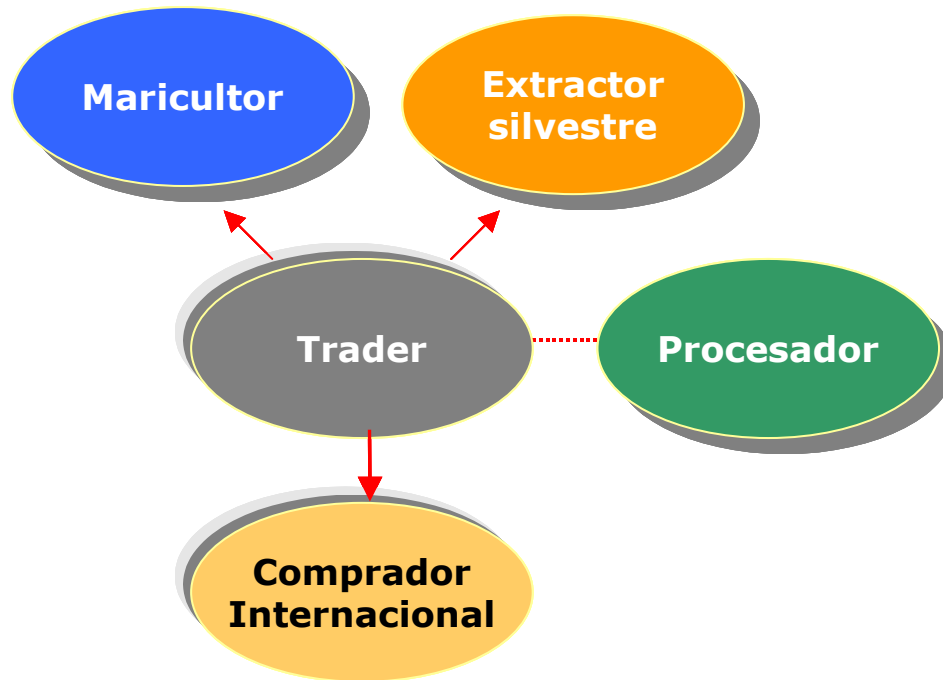 Maricultor
Extractor
silvestre
Trader
Procesador
Comprador
Internacional